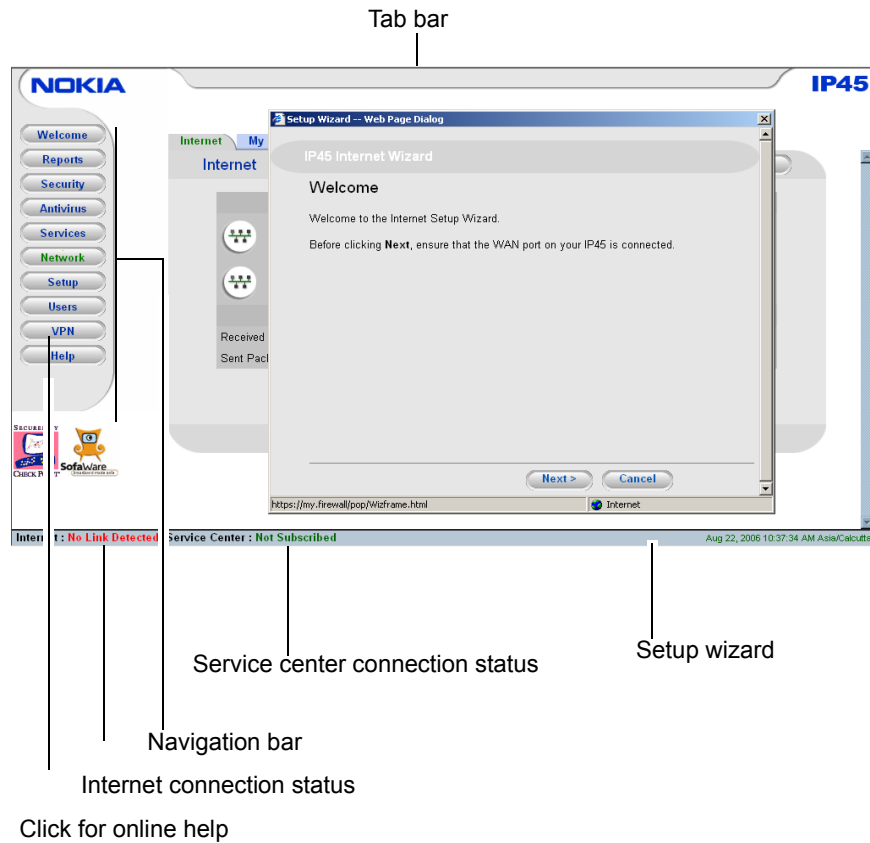 Tab bar
NOKIA
IP45
Setup Wizard -- Web Page Dialog
Welcome
Reports
Security
Antivirus
Services
Network
Setup
Users
VPN
Help
Internet My
Internet
IP45 Internet Wizard
Welcome
Welcome to the Internet Setup Wizard.
Before clicking Next, ensure that the WAN port on your IP45 is connected.
Received
Sent Pac
Next >
Cancel
https://my.firewall/pop/Wizframe.html
Internet
CHECK POINT
SofaWare
Internet : No Link Detected
Service Center : Not Subscribed
Aug 22, 2006 10:37:34 AM Asia/Calcutta
Service center connection status
Setup wizard
Navigation bar
Internet connection status
Click for online help